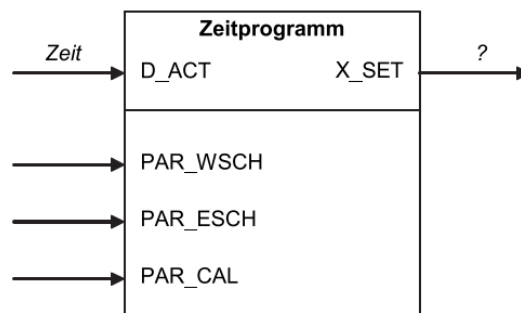 Zeitprogramm
Zeit D_ACT X_SET ?
PAR_WSCH
PAR_ESCH
PAR_CAL